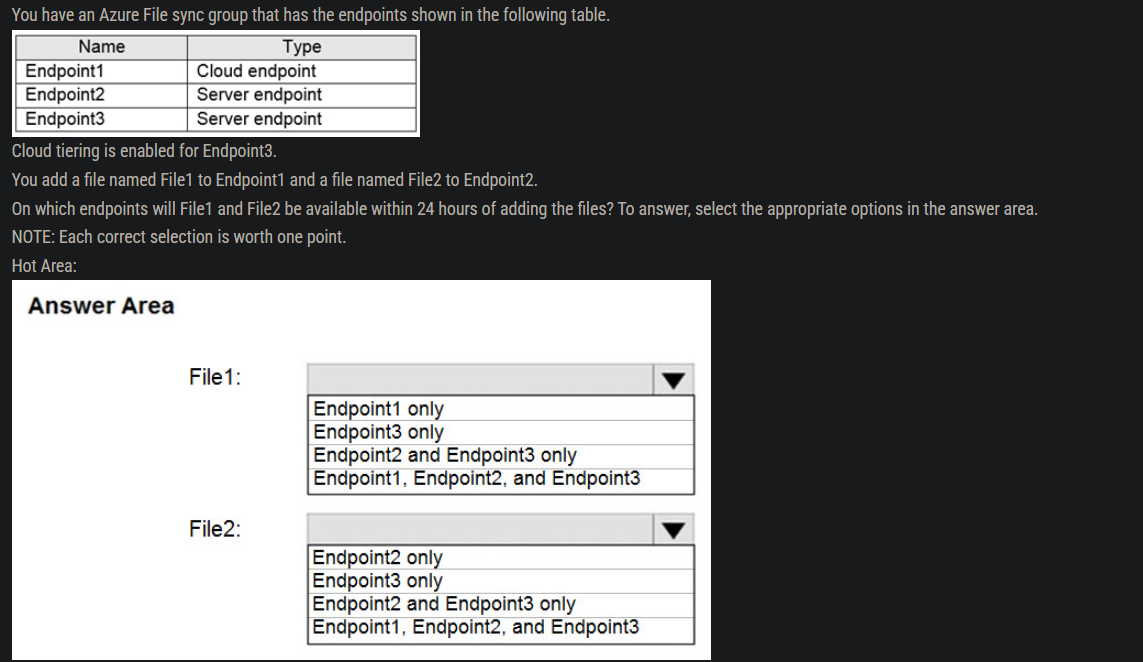 You have an Azure File sync group that has the endpoints shown in the following table.
Name Type
Endpoint1 Cloud endpoint
Endpoint2 Server endpoint
Endpoint3 Server endpoint
Cloud tiering is enabled for Endpoint3.
You add a file named File1 to Endpoint1 and a file named File2 to Endpoint2.
On which endpoints will File1 and File2 be available within 24 hours of adding the files? To answer, select the appropriate options in the answer area.
NOTE: Each correct selection is worth one point.
Hot Area:
Answer Area
File1:
Endpoint1 only
Endpoint3 only
Endpoint2 and Endpoint3 only
Endpoint1, Endpoint2, and Endpoint3
File2:
Endpoint2 only
Endpoint3 only
Endpoint2 and Endpoint3 only
Endpoint1, Endpoint2, and Endpoint3